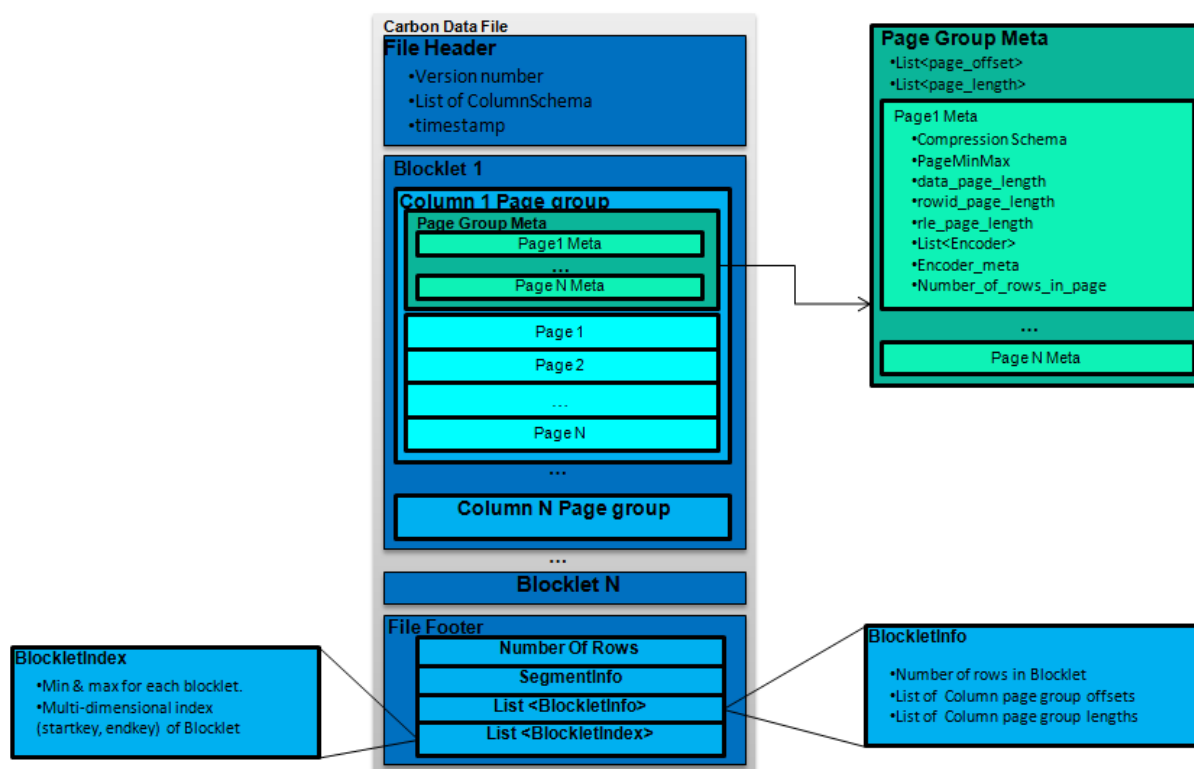 Carbon Data File
File Header
•Version number
•List of ColumnSchema
•timestamp
Blocklet 1
Column 1 Page group
Page Group Meta
Page1 Meta
...
Page N Meta
Page 1
Page 2
...
Page N
...
Column N Page group
...
Blocklet N
File Footer
Number Of Rows
SegmentInfo
List <BlockletInfo>
List <BlockletIndex>
Page Group Meta
•List<page_offset>
•List<page_length>
Page1 Meta
•Compression Schema
•PageMinMax
•data_page_length
•rowid_page_length
•rle_page_length
•List<Encoder>
•Encoder_meta
•Number_of_rows_in_page
...
Page N Meta
BlockletIndex
•Min & max for each blocklet.
•Multi-dimensional index
(startkey, endkey) of Blocklet
BlockletInfo
•Number of rows in Blocklet
•List of Column page group offsets
•List of Column page group lengths